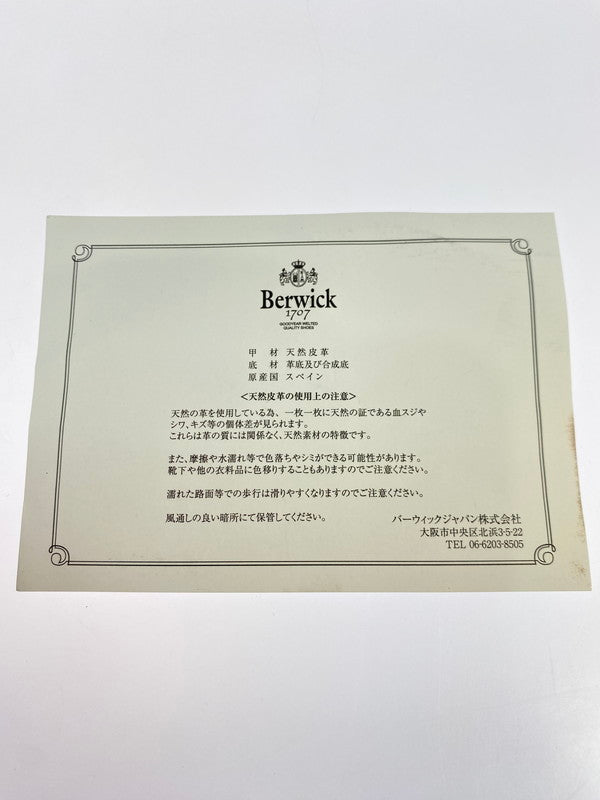 Berwick
1707
GOODYEAR WELTED
QUALITY SHOES
甲 材 天然皮革
底 材 革底及び合成底
原産国 スペイン
<天然皮革の使用上の注意>
天然の革を使用している為、一枚一枚に天然の証である血スジや
シワ、キズ等の個体差が見られます。
これらは革の質には関係なく、天然素材の特徴です。
また、摩擦や水濡れ等で色落ちやシミができる可能性があります。
靴下や他の衣料品に色移りすることもありますのでご注意ください。
濡れた路面等での歩行は滑りやすくなりますのでご注意ください。
風通しの良い暗所にて保管してください。
バーウィックジャパン株式会社
大阪市中央区北浜3-5-22
TEL 06-6203-8505